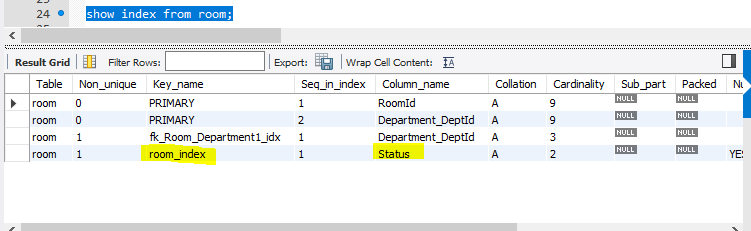 24 show index from room;
25
Result Grid Filter Rows: Export: Wrap Cell Content:
Table Non_unique Key_name Seq_in_index Column_name Collation Cardinality Sub_part Packed Nu
room 0 PRIMARY 1 RoomId A 9 NULL NULL
room 0 PRIMARY 2 Department_DeptId A 9 NULL NULL
room 1 fk_Room_Department1_idx 1 Department_DeptId A 3 NULL NULL
room 1 room_index 1 Status A 2 NULL NULL YES